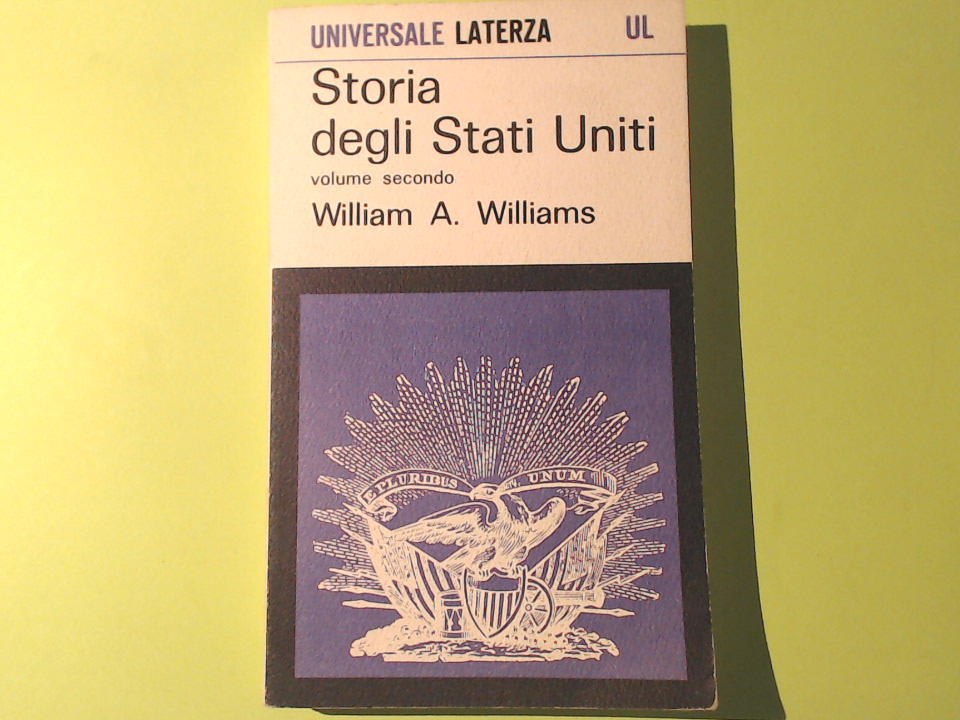 UNIVERSALE LATERZA UL
Storia
degli Stati Uniti
volume secondo
William A. Williams
E PLURIBUS UNUM